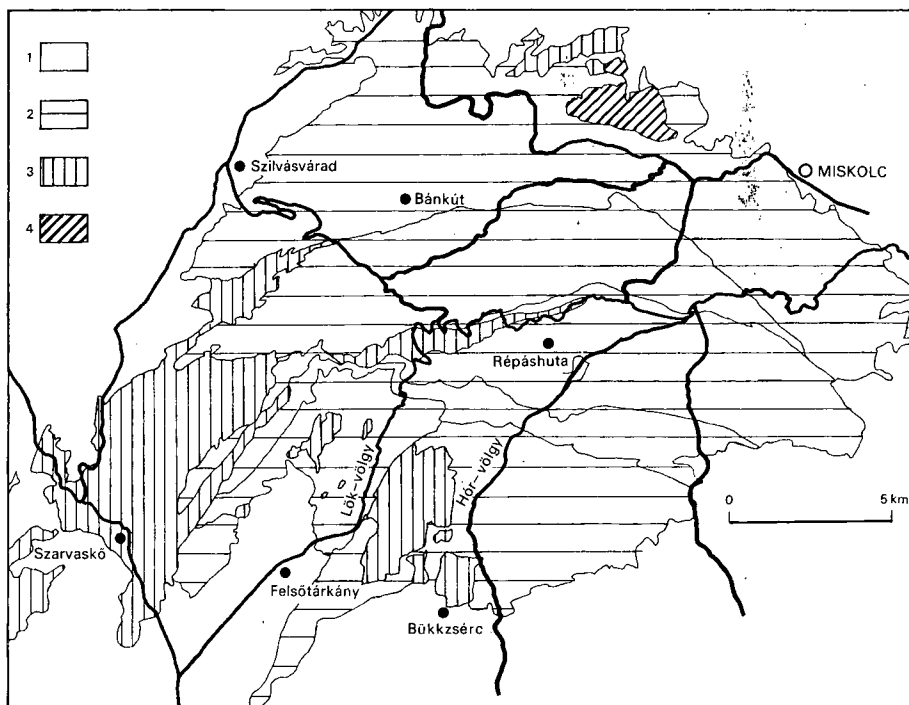 1
2
3
4
Szilvásvárad
Bánkút
MISKOLC
Répáshuta
Lök-völgy
Hór-völgy
0 5 km
Szarvaskő
Felsőtárkány
Bükkzsérc